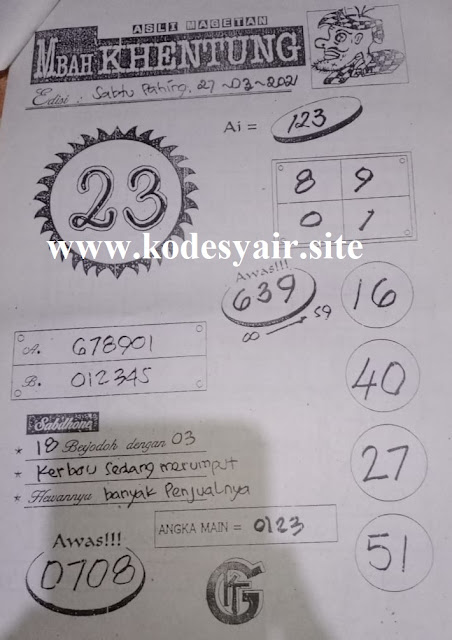 ASLI MAGETAN
MBAH KHENTUNG
Edisi : Sabtu Pahing, 27 ~ 03 ~ 2021
Ai = 123
23
8 9
0 1
www.kodesyair.site
Awas!!!
639
00 → 59
16
A. 678901
B. 012345
40
Sabdhong
* 18 Berjodoh dengan 03
* Kerbau sedang merumput
* Hewannya banyak Penjualnya
27
ANGKA MAIN = 0123
Awas!!!
0708
51